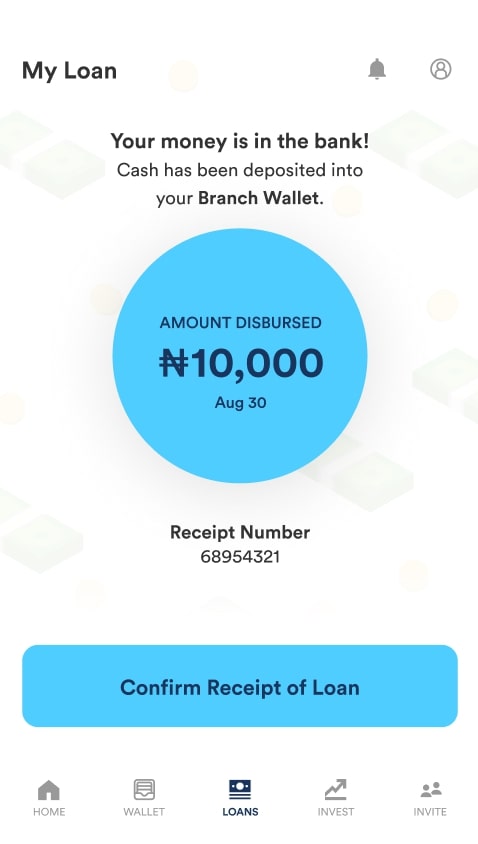 My Loan
Your money is in the bank!
Cash has been deposited into
your Branch Wallet.
AMOUNT DISBURSED
₦10,000
Aug 30
Receipt Number
68954321
Confirm Receipt of Loan
HOME
WALLET
LOANS
INVEST
INVITE